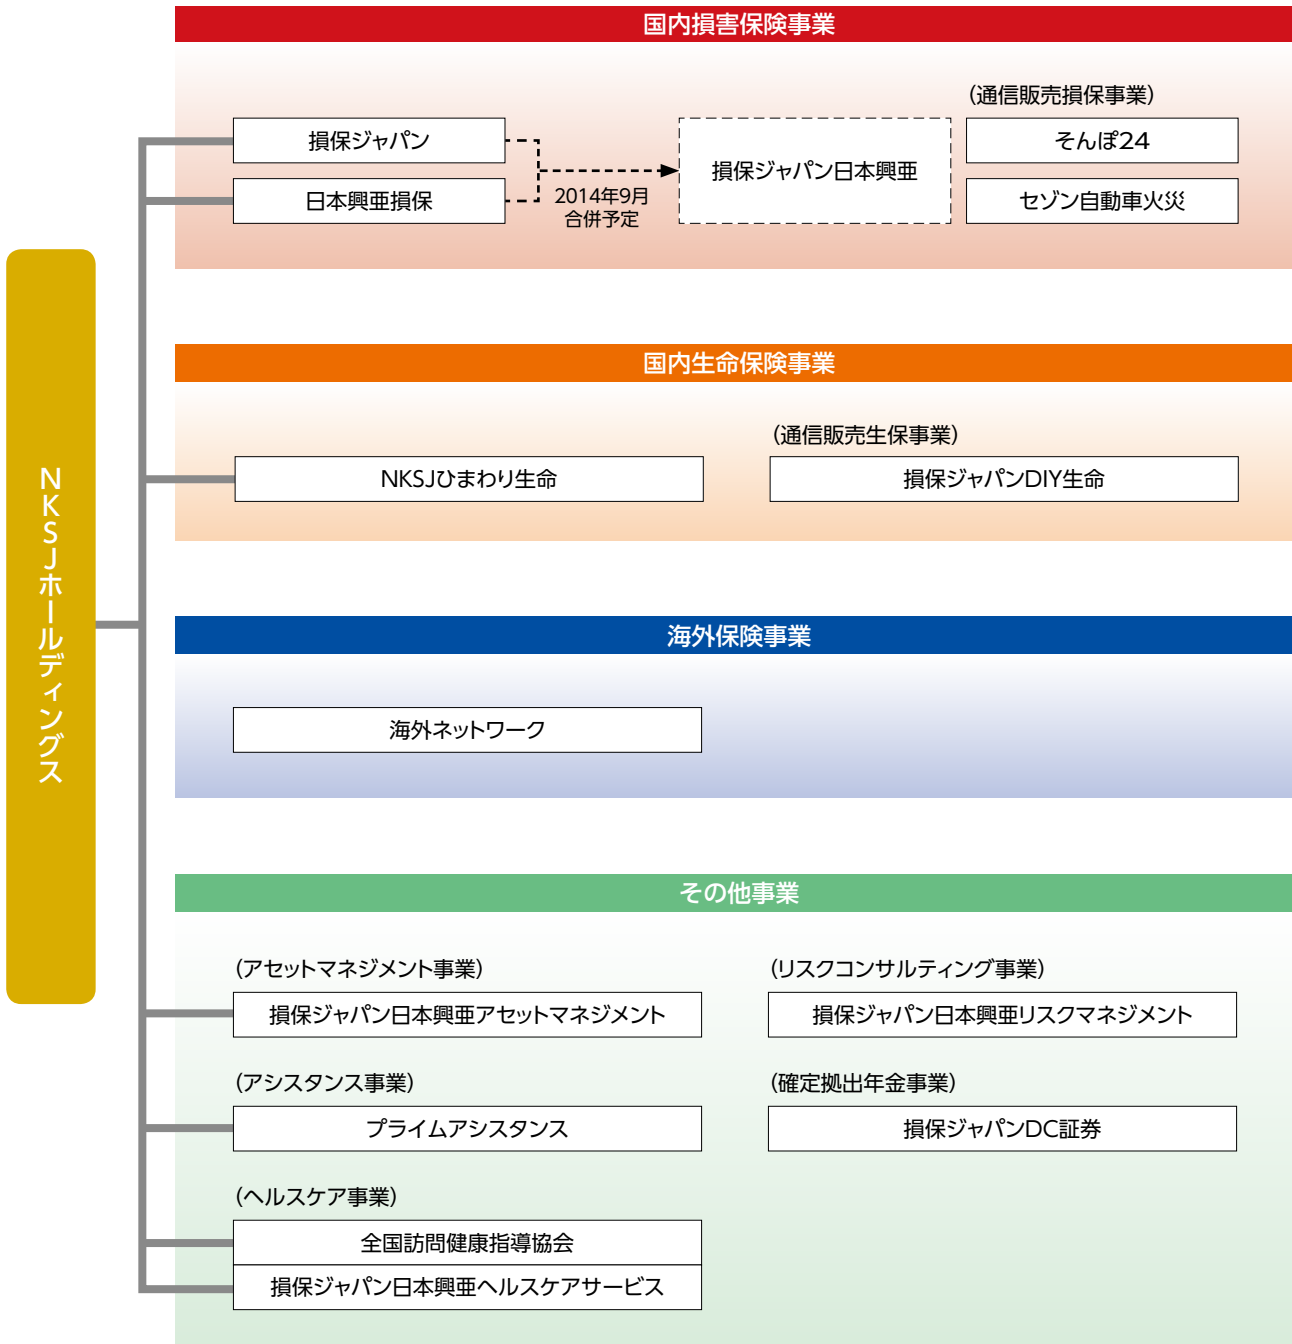 NKSJホールディングス
国内損害保険事業
損保ジャパン
日本興亜損保
2014年9月
合併予定
損保ジャパン日本興亜
(通信販売損保事業)
そんぽ24
セゾン自動車火災
国内生命保険事業
NKSJひまわり生命
(通信販売生保事業)
損保ジャパンDIY生命
海外保険事業
海外ネットワーク
その他事業
(アセットマネジメント事業)
損保ジャパン日本興亜アセットマネジメント
(リスクコンサルティング事業)
損保ジャパン日本興亜リスクマネジメント
(アシスタンス事業)
プライムアシスタンス
(確定拠出年金事業)
損保ジャパンDC証券
(ヘルスケア事業)
全国訪問健康指導協会
損保ジャパン日本興亜ヘルスケアサービス